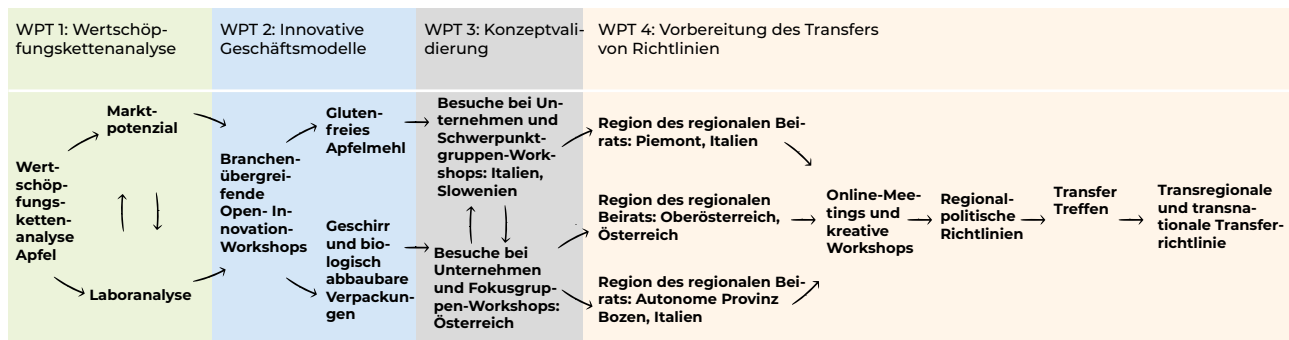 WPT 1: Wertschöp-
fungskettenanalyse
WPT 2: Innovative
Geschäftsmodelle
WPT 3: Konzeptvali-
dierung
WPT 4: Vorbereitung des Transfers
von Richtlinien
Wert-
schöp-
fungs-
ketten-
analyse
Apfel
Markt-
potenzial
Laboranalyse
Branchen-
übergrei-
fende
Open- In-
novation-
Workshops
Gluten-
freies
Apfelmehl
Geschirr
und bio-
logisch
abbaubare
Verpackun-
gen
Besuche bei Un-
ternehmen und
Schwerpunkt-
gruppen-Work-
shops: Italien,
Slowenien
Besuche bei
Unternehmen
und Fokusgrup-
pen-Workshops:
Österreich
Region des regionalen Bei-
rats: Piemont, Italien
Region des regionalen
Beirats: Oberösterreich,
Österreich
Region des regionalen Bei-
rats: Autonome Provinz
Bozen, Italien
Online-Mee-
tings und
kreative
Workshops
Regional-
politische
Richtlinien
Transfer
Treffen
Transregionale
und transna-
tionale Transfer-
richtlinie